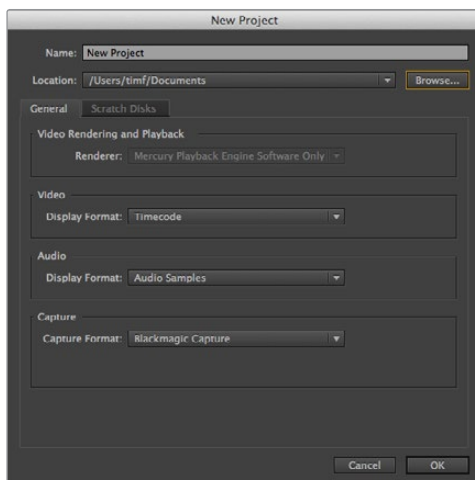 New Project
Name: New Project
Location: /Users/timf/Documents Browse...
General Scratch Disks
Video Rendering and Playback
Renderer: Mercury Playback Engine Software Only
Video
Display Format: Timecode
Audio
Display Format: Audio Samples
Capture
Capture Format: Blackmagic Capture
Cancel OK